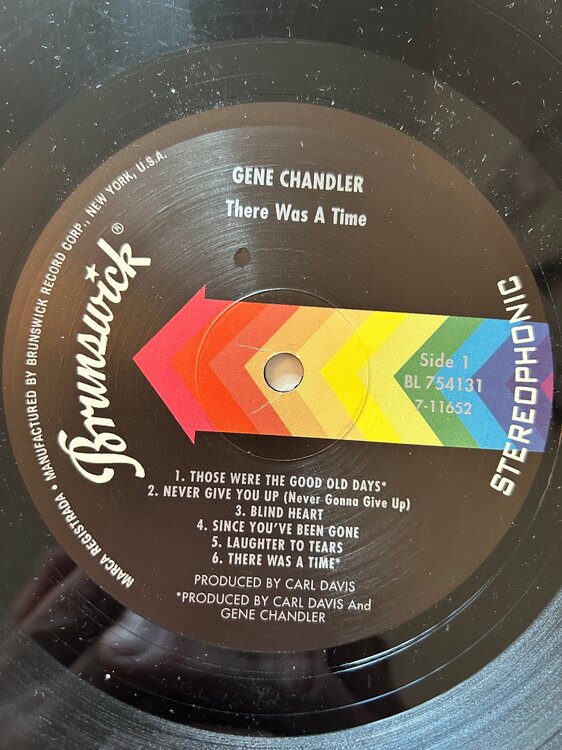 GENE CHANDLER
There Was A Time
Brunswick®
MARCA REGISTRADA • MANUFACTURED BY BRUNSWICK RECORD CORP., NEW YORK, U.S.A.
Side 1
BL 754131
7-11652
STEREOPHONIC
1. THOSE WERE THE GOOD OLD DAYS*
2. NEVER GIVE YOU UP (Never Gonna Give Up)
3. BLIND HEART
4. SINCE YOU'VE BEEN GONE
5. LAUGHTER TO TEARS
6. THERE WAS A TIME*
PRODUCED BY CARL DAVIS
*PRODUCED BY CARL DAVIS And
GENE CHANDLER